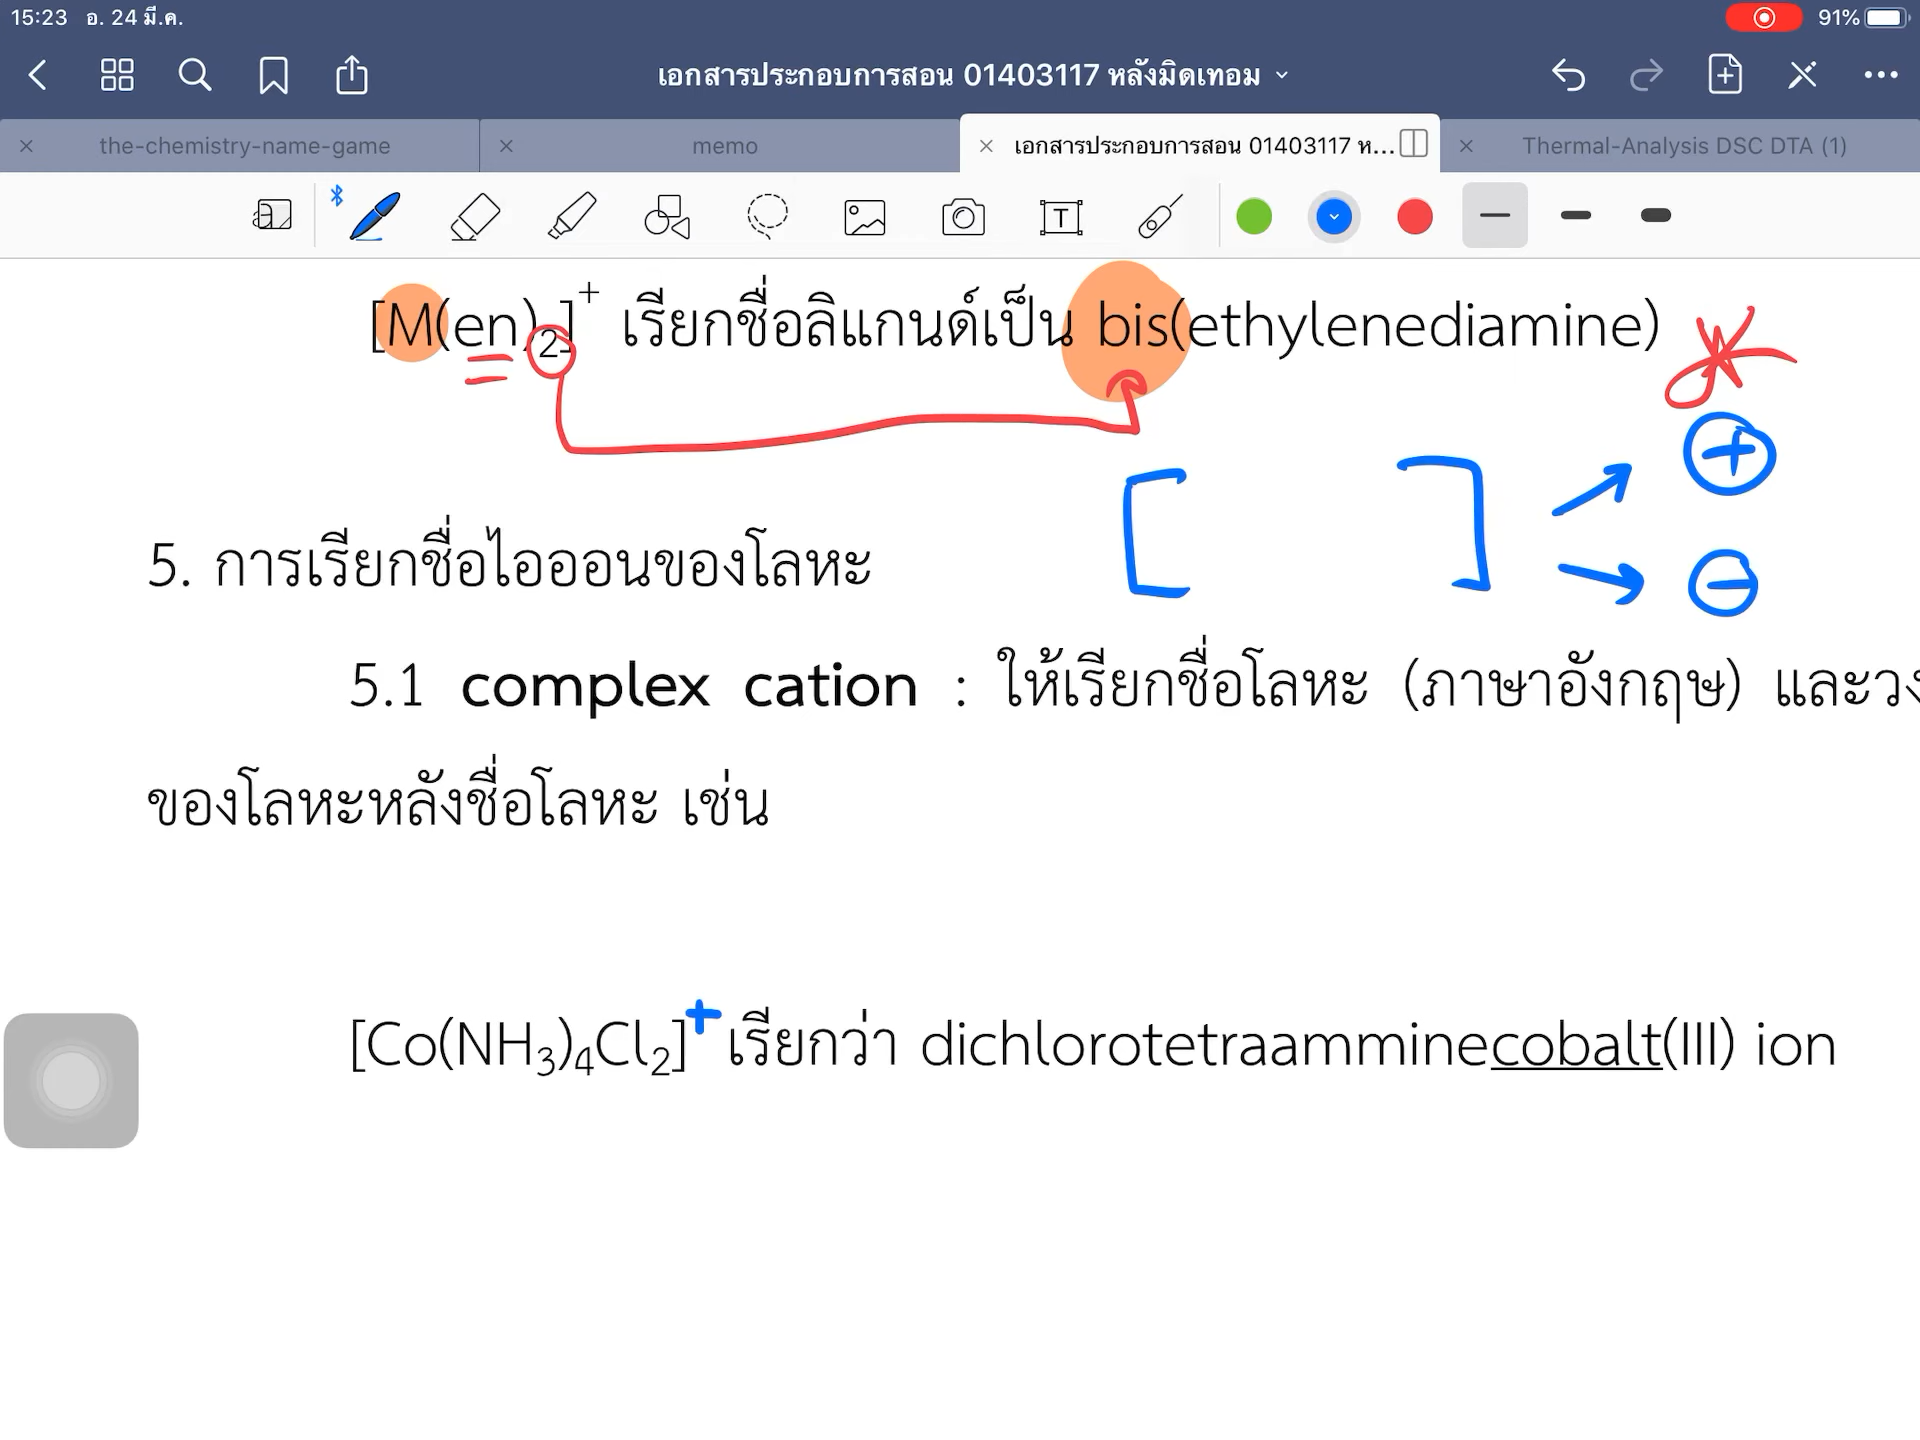 15:23 อ. 24 มี.ค. 91%
เอกสารประกอบการสอน 01403117 หลังมิดเทอม
the-chemistry-name-game
memo
เอกสารประกอบการสอน 01403117 ห...
Thermal-Analysis DSC DTA (1)
[M(en)₂]⁺ เรียกชื่อลิแกนด์เป็น bis(ethylenediamine)
[ ] → ⊕
→ ⊖
5. การเรียกชื่อไอออนของโลหะ
5.1 complex cation : ให้เรียกชื่อโลหะ (ภาษาอังกฤษ) และวง
ของโลหะหลังชื่อโลหะ เช่น
[Co(NH₃)₄Cl₂]⁺ เรียกว่า dichlorotetraamminecobalt(III) ion